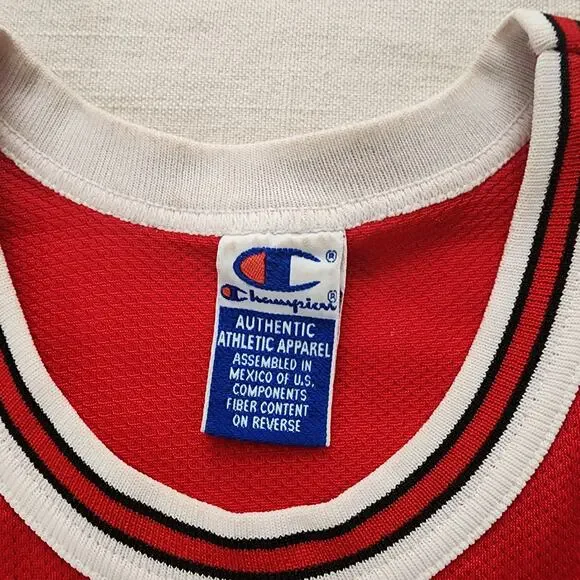 ®
Champion®
AUTHENTIC
ATHLETIC APPAREL
ASSEMBLED IN
MEXICO OF U.S.
COMPONENTS
FIBER CONTENT
ON REVERSE